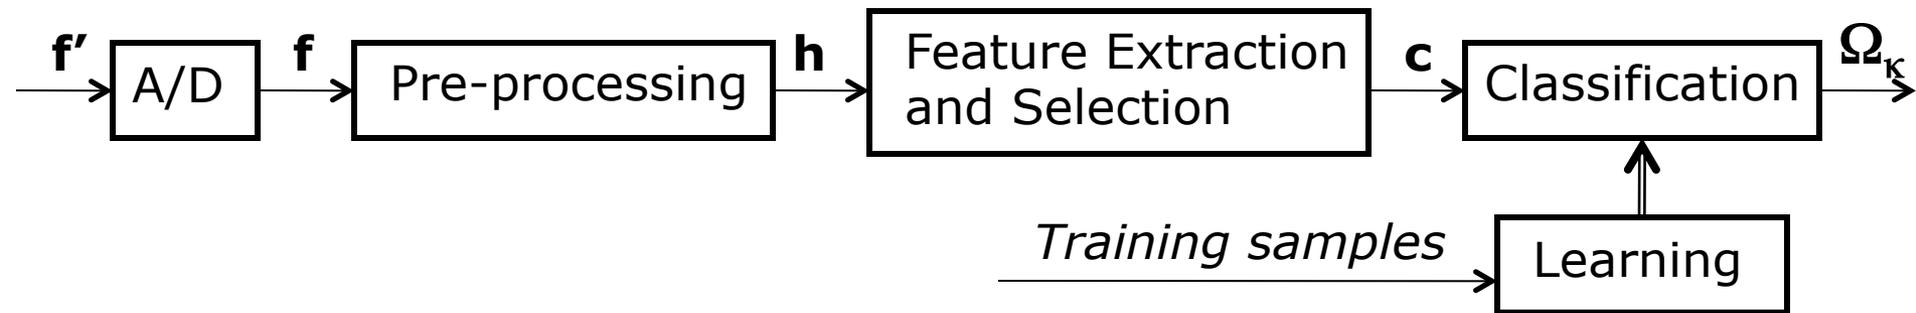 f′
A/D
f
Pre-processing
h
Feature Extraction
and Selection
c
Classification
Ωκ
Training samples
Learning